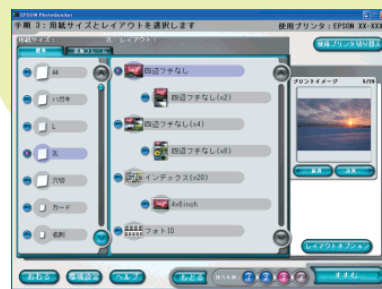 EPSON PhotoQuicker
手順 3：用紙サイズとレイアウトを選択します
使用プリンタ：EPSON XX-XXX
用紙サイズ： 2L レイアウト：
使用プリンタ切り替え
A4
ハガキ
L
2L
六切
カード
名刺
四辺フチなし
四辺フチなし(x2)
四辺フチなし(x4)
四辺フチなし(x8)
インデックス(x20)
4x6inch
フォトID
プリントイメージ
レイアウトオプション
おわる
環境設定
ヘルプ
もどる
1 2 3
すすむ